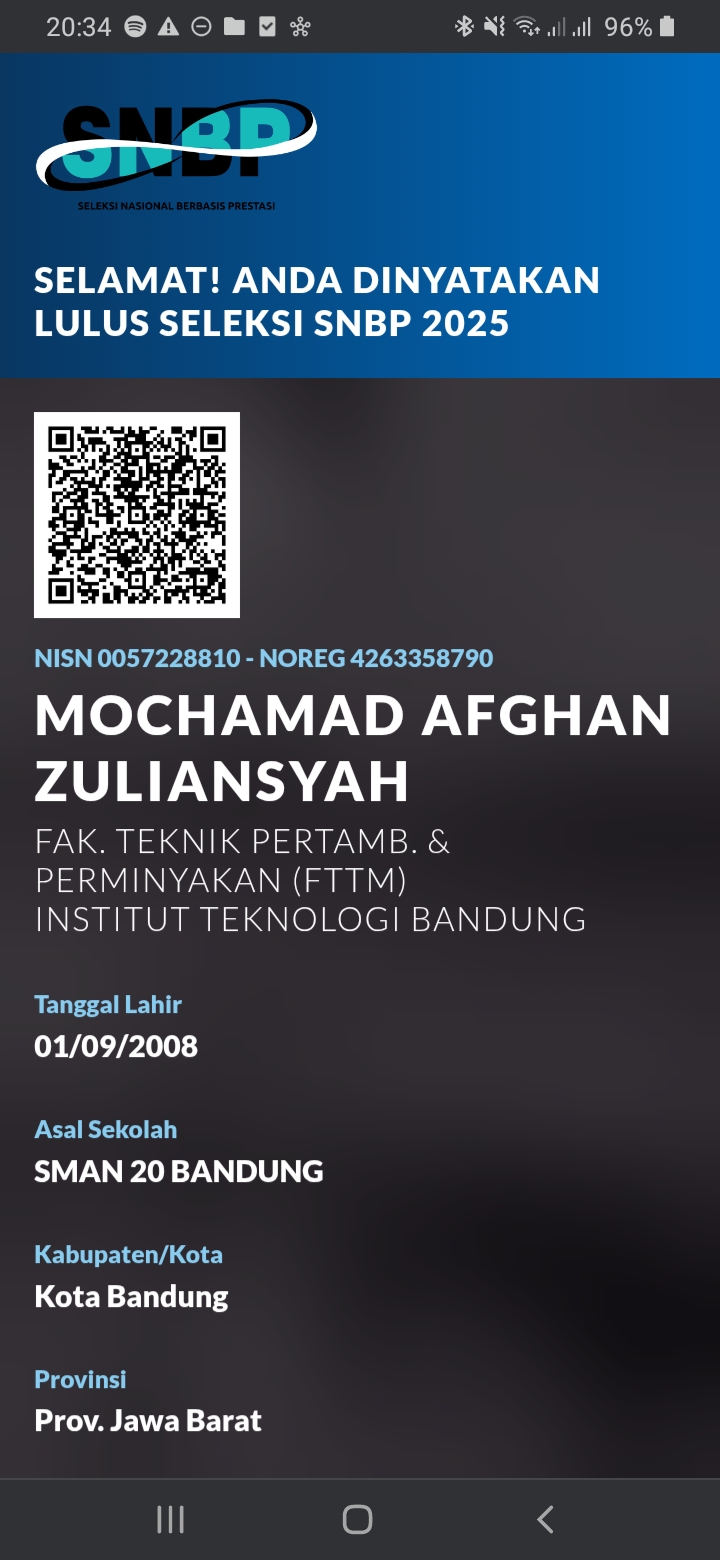 20:34 96%
SNBP
SELEKSI NASIONAL BERBASIS PRESTASI
SELAMAT! ANDA DINYATAKAN
LULUS SELEKSI SNBP 2025
NISN 0057228810 - NOREG 4263358790
MOCHAMAD AFGHAN
ZULIANSYAH
FAK. TEKNIK PERTAMB. &
PERMINYAKAN (FTTM)
INSTITUT TEKNOLOGI BANDUNG
Tanggal Lahir
01/09/2008
Asal Sekolah
SMAN 20 BANDUNG
Kabupaten/Kota
Kota Bandung
Provinsi
Prov. Jawa Barat